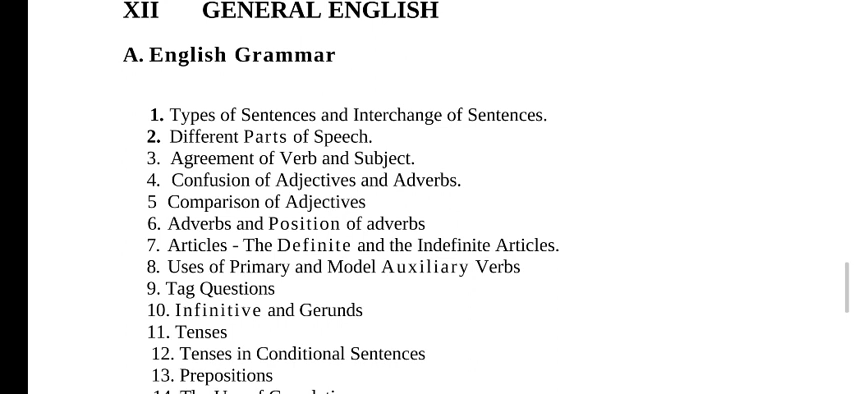 XII GENERAL ENGLISH
A. English Grammar
1. Types of Sentences and Interchange of Sentences.
2. Different Parts of Speech.
3. Agreement of Verb and Subject.
4. Confusion of Adjectives and Adverbs.
5 Comparison of Adjectives
6. Adverbs and Position of adverbs
7. Articles - The Definite and the Indefinite Articles.
8. Uses of Primary and Model Auxiliary Verbs
9. Tag Questions
10. Infinitive and Gerunds
11. Tenses
12. Tenses in Conditional Sentences
13. Prepositions